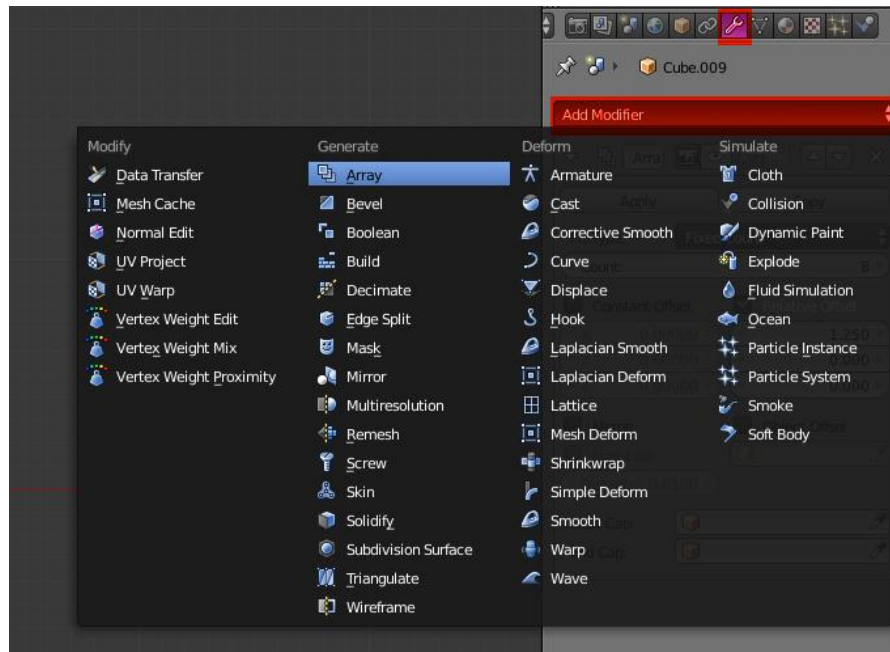 Cube.009
Add Modifier
Modify
Data Transfer
Mesh Cache
Normal Edit
UV Project
UV Warp
Vertex Weight Edit
Vertex Weight Mix
Vertex Weight Proximity
Generate
Array
Bevel
Boolean
Build
Decimate
Edge Split
Mask
Mirror
Multiresolution
Remesh
Screw
Skin
Solidify
Subdivision Surface
Triangulate
Wireframe
Deform
Armature
Cast
Corrective Smooth
Curve
Displace
Hook
Laplacian Smooth
Laplacian Deform
Lattice
Mesh Deform
Shrinkwrap
Simple Deform
Smooth
Warp
Wave
Simulate
Cloth
Collision
Dynamic Paint
Explode
Fluid Simulation
Ocean
Particle Instance
Particle System
Smoke
Soft Body